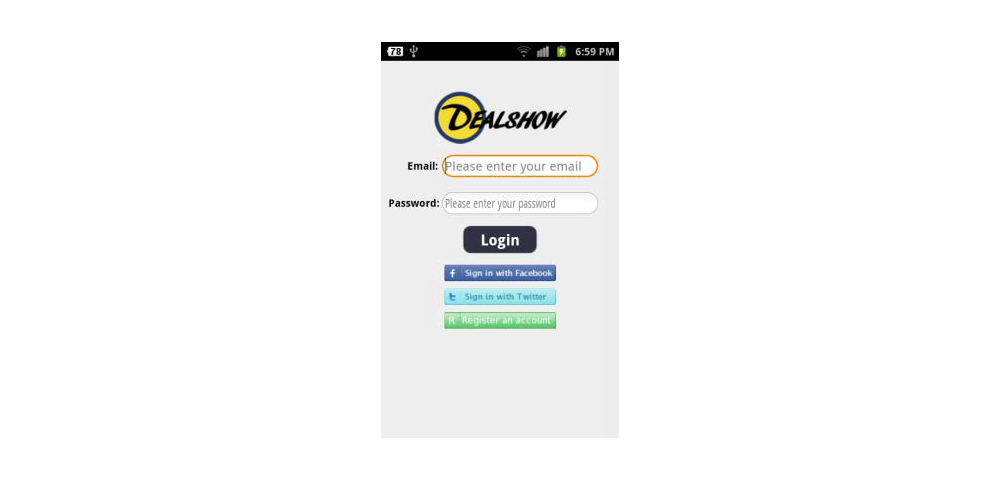 78 6:59 PM
DEALSHOW
Email: Please enter your email
Password: Please enter your password
Login
f Sign in with Facebook
t Sign in with Twitter
R Register an account